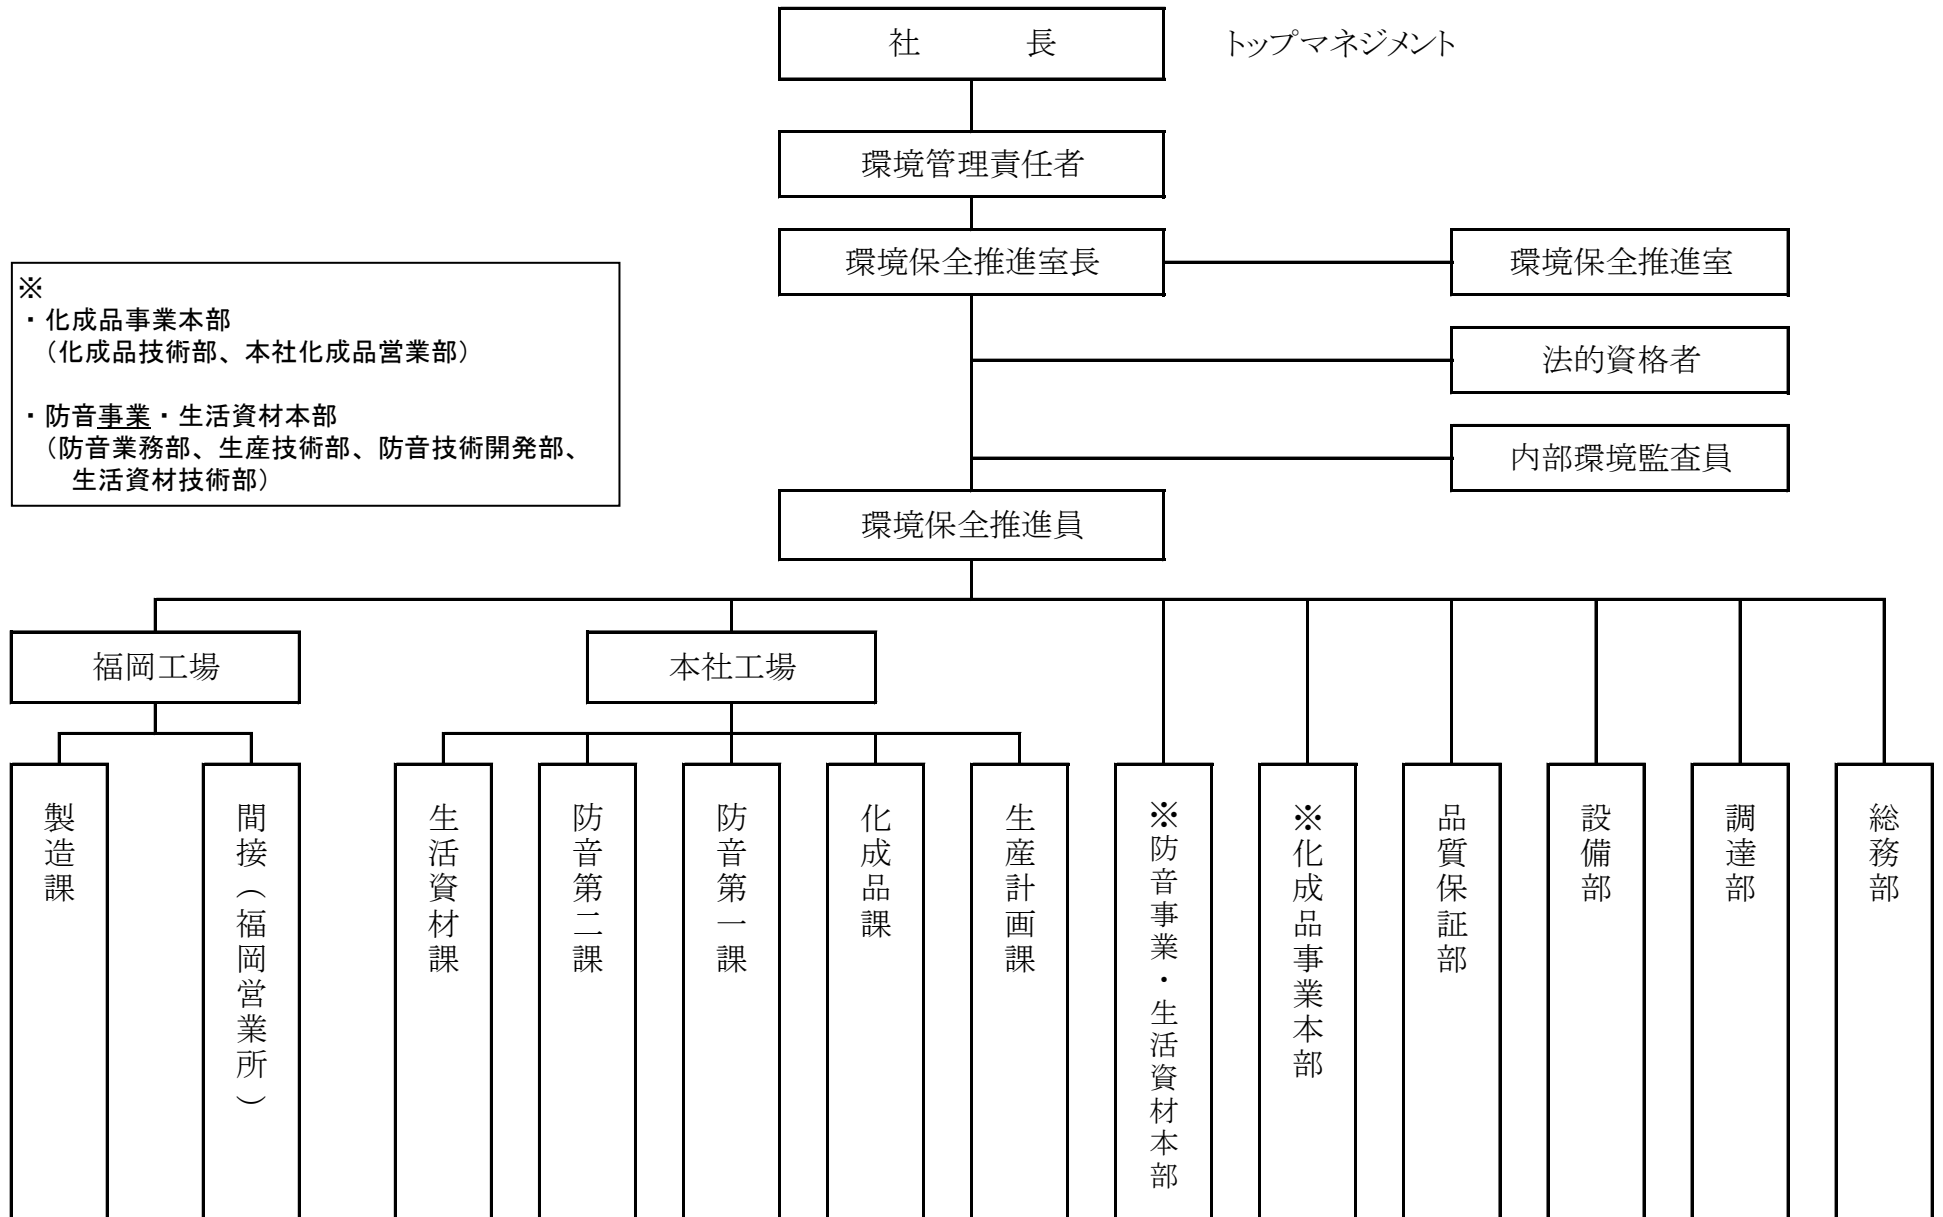 社　　　長
トップマネジメント
環境管理責任者
環境保全推進室長
環境保全推進室
※
・化成品事業本部
（化成品技術部、本社化成品営業部）
・防音事業・生活資材本部
（防音業務部、生産技術部、防音技術開発部、
生活資材技術部）
法的資格者
内部環境監査員
環境保全推進員
福岡工場
本社工場
製造課
間接（福岡営業所）
生活資材課
防音第二課
防音第一課
化成品課
生産計画課
※防音事業・生活資材本部
※化成品事業本部
品質保証部
設備部
調達部
総務部